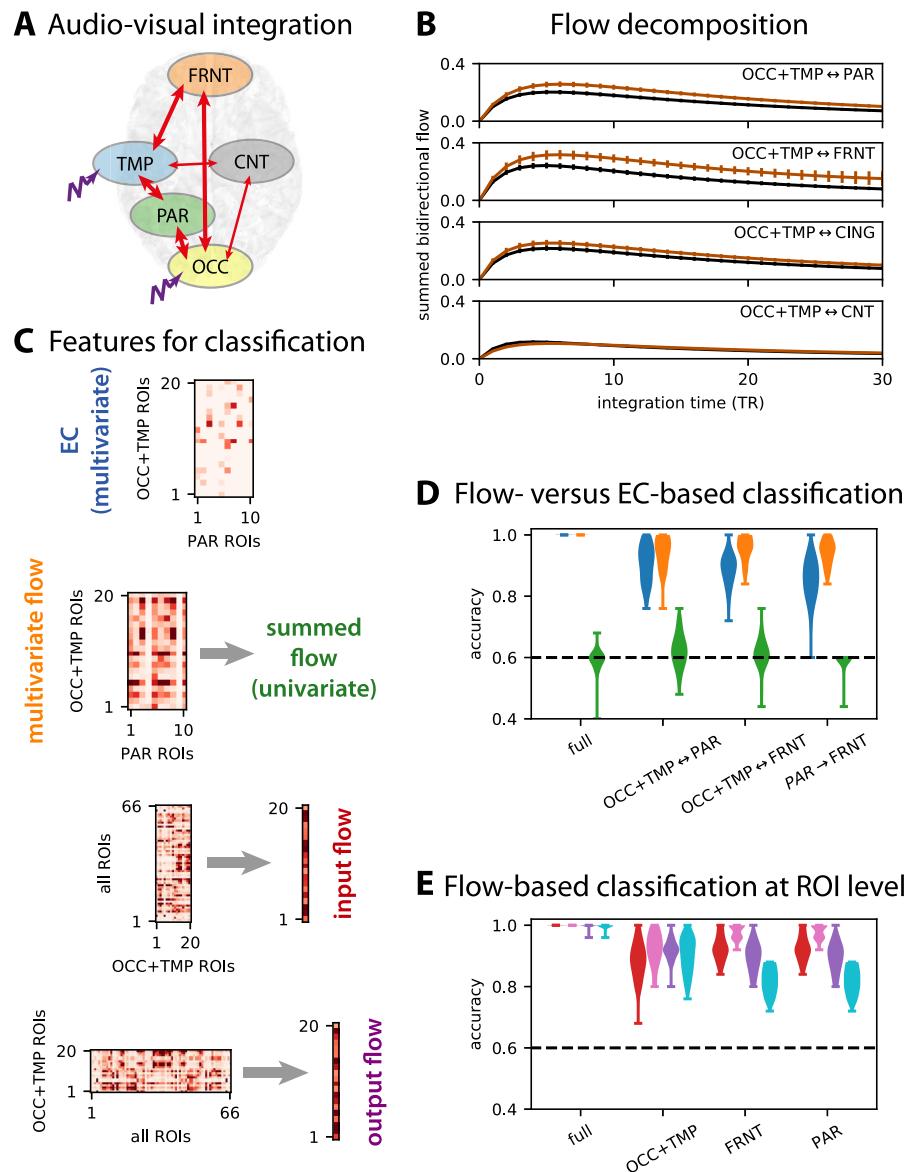 A Audio-visual integration
FRNT
TMP
CNT
PAR
OCC
B Flow decomposition
summed bidirectional flow
0.4
OCC+TMP↔PAR
0.0
0.4
OCC+TMP↔FRNT
0.0
0.4
OCC+TMP↔CING
0.0
0.4
OCC+TMP↔CNT
0.0
0
10
20
30
integration time (TR)
C Features for classification
EC
(multivariate)
OCC+TMP ROIs
20
1
1
10
PAR ROIs
multivariate flow
OCC+TMP ROIs
20
1
1
10
PAR ROIs
summed
flow
(univariate)
all ROIs
66
1
1
20
OCC+TMP ROIs
20
1
input flow
OCC+TMP ROIs
20
1
1
66
all ROIs
20
1
output flow
D Flow- versus EC-based classification
accuracy
1.0
0.8
0.6
0.4
full
OCC+TMP↔PAR
OCC+TMP↔FRNT
PAR→FRNT
E Flow-based classification at ROI level
accuracy
1.0
0.8
0.6
0.4
full
OCC+TMP
FRNT
PAR